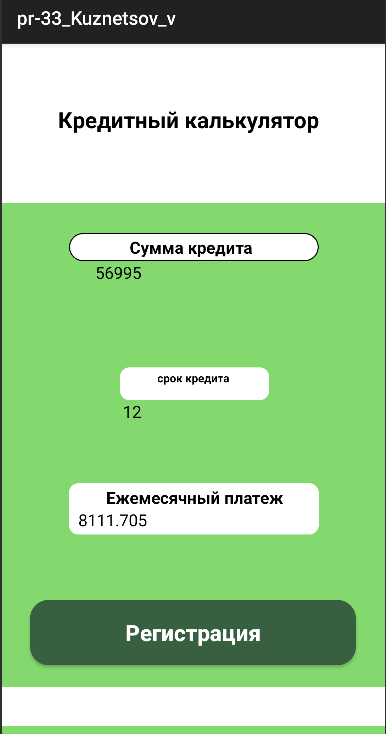 pr-33_Kuznetsov_v
Кредитный калькулятор
Сумма кредита
56995
срок кредита
12
Ежемесячный платеж
8111.705
Регистрация